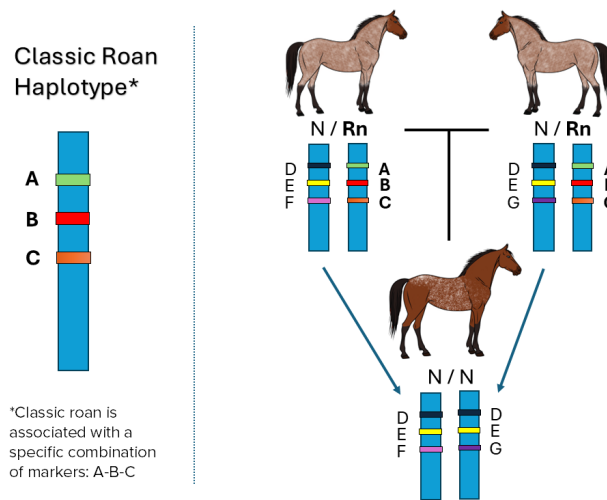 Classic Roan
Haplotype*
A
B
C
*Classic roan is
associated with a
specific combination
of markers: A-B-C
N / Rn
D
E
F
A
B
C
N / Rn
D
E
G
N / N
D
E
F
D
E
G